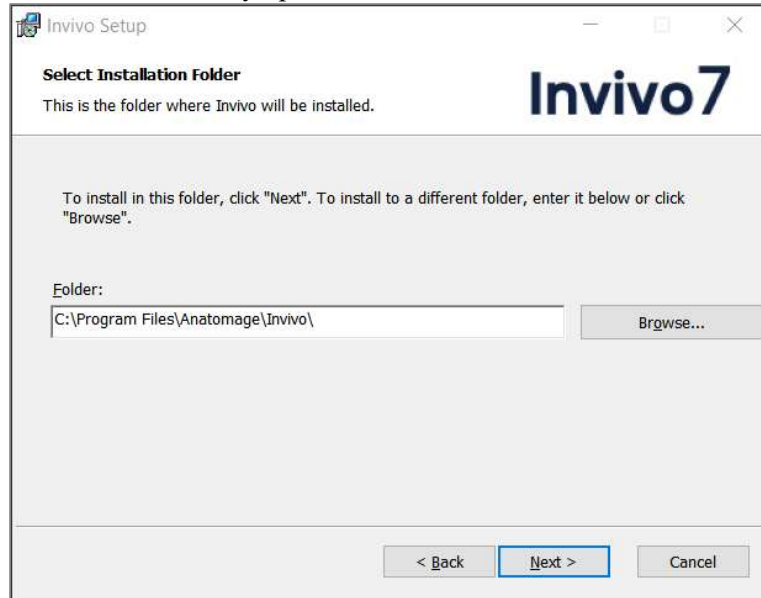 Invivo Setup
Select Installation Folder
This is the folder where Invivo will be installed.
Invivo7
To install in this folder, click "Next". To install to a different folder, enter it below or click
"Browse".
Folder:
C:\Program Files\Anatomage\Invivo\
Browse...
< Back
Next >
Cancel